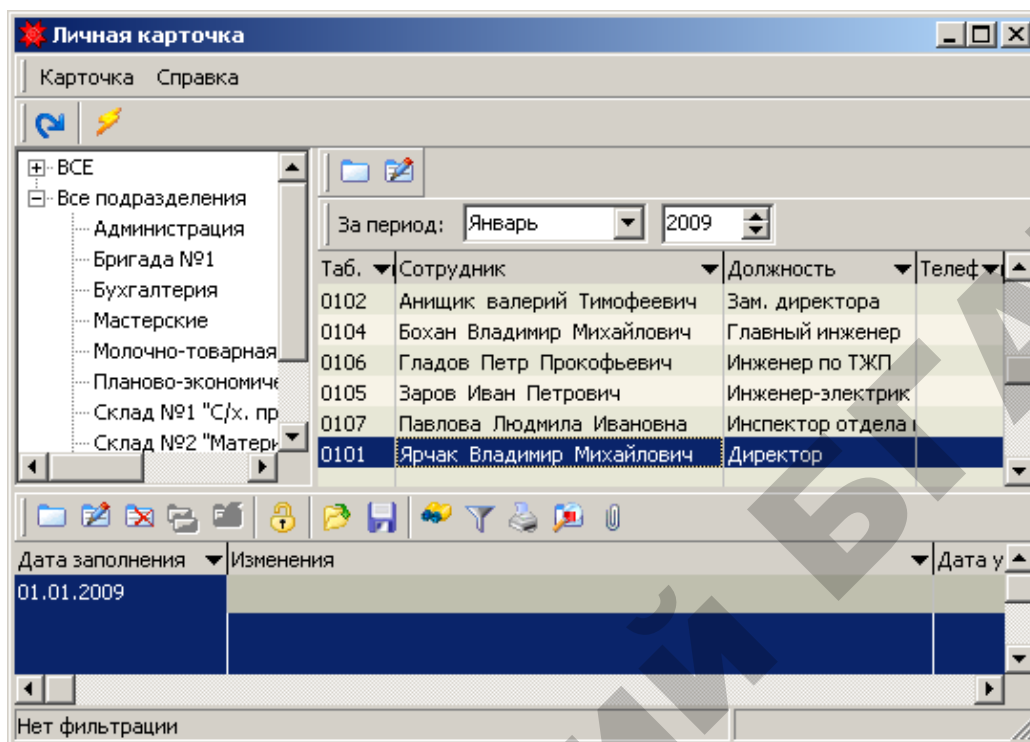 Личная карточка
Карточка Справка
ВСЕ
Все подразделения
Администрация
Бригада №1
Бухгалтерия
Мастерские
Молочно-товарная
Планово-экономиче
Склад №1 "С/х. пр
Склад №2 "Матери
За период: Январь 2009
Таб. Сотрудник Должность Телеф
0102 Анищик валерий Тимофеевич Зам. директора
0104 Бохан Владимир Михайлович Главный инженер
0106 Гладов Петр Прокофьевич Инженер по ТЖП
0105 Заров Иван Петрович Инженер-электрик
0107 Павлова Людмила Ивановна Инспектор отдела
0101 Ярчак Владимир Михайлович Директор
Дата заполнения Изменения Дата у
01.01.2009
Нет фильтрации